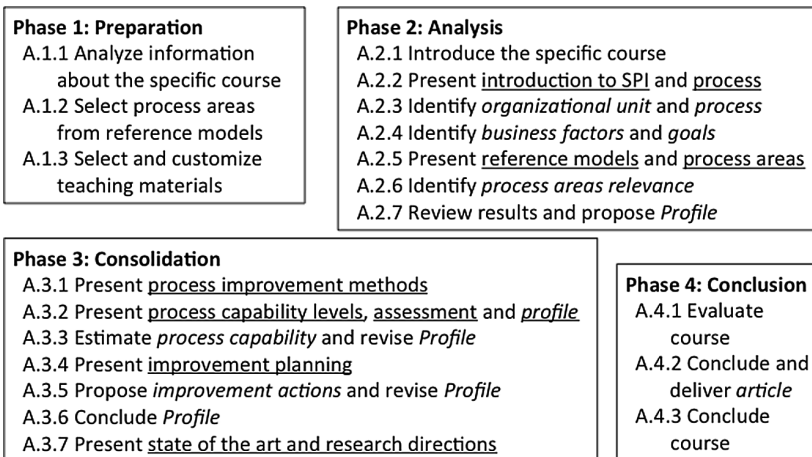 Phase 1: Preparation
A.1.1 Analyze information
about the specific course
A.1.2 Select process areas
from reference models
A.1.3 Select and customize
teaching materials
Phase 2: Analysis
A.2.1 Introduce the specific course
A.2.2 Present introduction to SPI and process
A.2.3 Identify organizational unit and process
A.2.4 Identify business factors and goals
A.2.5 Present reference models and process areas
A.2.6 Identify process areas relevance
A.2.7 Review results and propose Profile
Phase 3: Consolidation
A.3.1 Present process improvement methods
A.3.2 Present process capability levels, assessment and profile
A.3.3 Estimate process capability and revise Profile
A.3.4 Present improvement planning
A.3.5 Propose improvement actions and revise Profile
A.3.6 Conclude Profile
A.3.7 Present state of the art and research directions
Phase 4: Conclusion
A.4.1 Evaluate
course
A.4.2 Conclude and
deliver article
A.4.3 Conclude
course